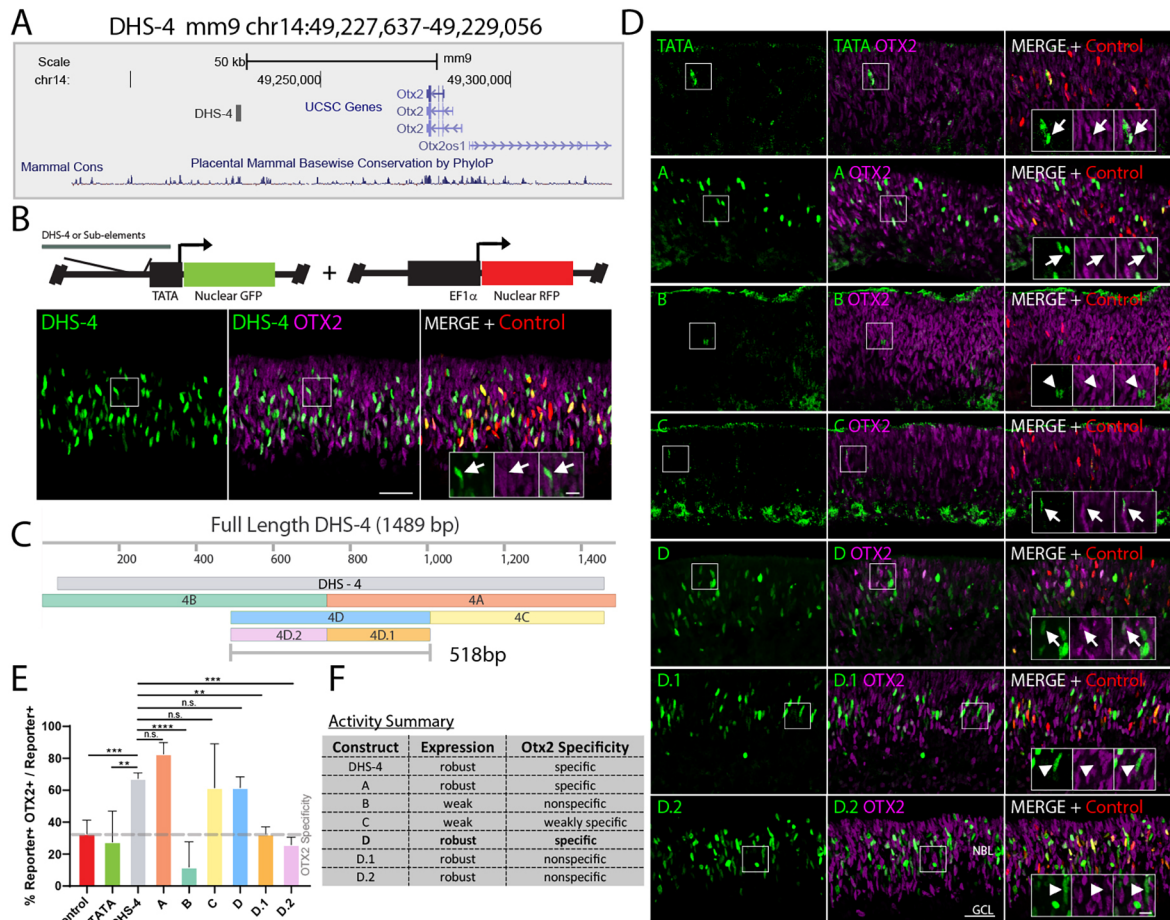 A
DHS-4 mm9 chr14:49,227,637-49,229,056
Scale
50 kb
mm9
chr14:
49,250,000
49,300,000
Otx2
DHS-4
UCSC Genes
Otx2
Otx2
Otx2os1
Mammal Cons
Placental Mammal Basewise Conservation by PhyloP
B
DHS-4 or Sub-elements
+
TATA
Nuclear GFP
EF1α
Nuclear RFP
DHS-4
DHS-4 OTX2
MERGE + Control
C
Full Length DHS-4 (1489 bp)
200 400 600 800 1,000 1,200 1,400
DHS - 4
4B 4A
4D 4C
4D.2 4D.1
518bp
E
***
**
n.s.
n.s.
****
n.s.
***
**
% Reporter+ OTX2+ / Reporter+
100
80
60
40
20
0
OTX2 Specificity
TATA
A
B
C
D
D.1
D.2
F
Activity Summary
Construct Expression Otx2 Specificity
DHS-4 robust specific
A robust specific
B weak nonspecific
C weak weakly specific
D robust specific
D.1 robust nonspecific
D.2 robust nonspecific
D
TATA
TATA OTX2
MERGE + Control
A
A OTX2
MERGE + Control
B
B OTX2
MERGE + Control
C
C OTX2
MERGE + Control
D
D OTX2
MERGE + Control
D.1
D.1 OTX2
MERGE + Control
D.2
D.2 OTX2
MERGE + Control
NBL
GCL